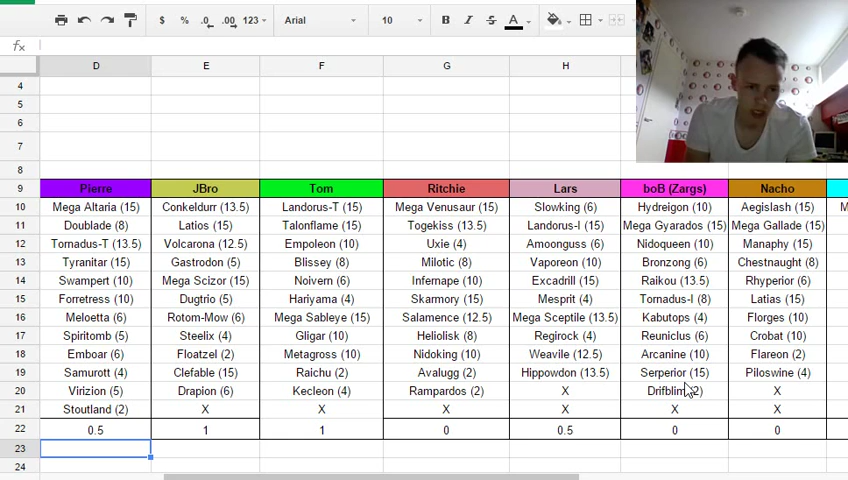 $ % .0 .00 123 Arial 10 B I S A
fx
D E F G H
4
5
6
7
8
9 Pierre JBro Tom Ritchie Lars boB (Zargs) Nacho
10 Mega Altaria (15) Conkeldurr (13.5) Landorus-T (15) Mega Venusaur (15) Slowking (6) Hydreigon (10) Aegislash (15) M
11 Doublade (8) Latios (15) Talonflame (15) Togekiss (13.5) Landorus-I (15) Mega Gyarados (15) Mega Gallade (15)
12 Tornadus-T (13.5) Volcarona (12.5) Empoleon (10) Uxie (4) Amoonguss (6) Nidoqueen (10) Manaphy (15)
13 Tyranitar (15) Gastrodon (5) Blissey (8) Milotic (8) Vaporeon (10) Bronzong (6) Chestnaught (8)
14 Swampert (10) Mega Scizor (15) Noivern (6) Infernape (10) Excadrill (15) Raikou (13.5) Rhyperior (6)
15 Forretress (10) Dugtrio (5) Hariyama (4) Skarmory (15) Mesprit (4) Tornadus-I (8) Latias (15)
16 Meloetta (6) Rotom-Mow (6) Mega Sableye (15) Salamence (12.5) Mega Sceptile (13.5) Kabutops (4) Florges (10)
17 Spiritomb (5) Steelix (4) Gligar (10) Heliolisk (8) Regirock (4) Reuniclus (6) Crobat (10)
18 Emboar (6) Floatzel (2) Metagross (10) Nidoking (10) Weavile (12.5) Arcanine (10) Flareon (2)
19 Samurott (4) Clefable (15) Raichu (2) Avalugg (2) Hippowdon (13.5) Serperior (15) Piloswine (4)
20 Virizion (5) Drapion (6) Kecleon (4) Rampardos (2) X Drifblim (2) X
21 Stoutland (2) X X X X X X
22 0.5 1 1 0 0.5 0 0
23
24